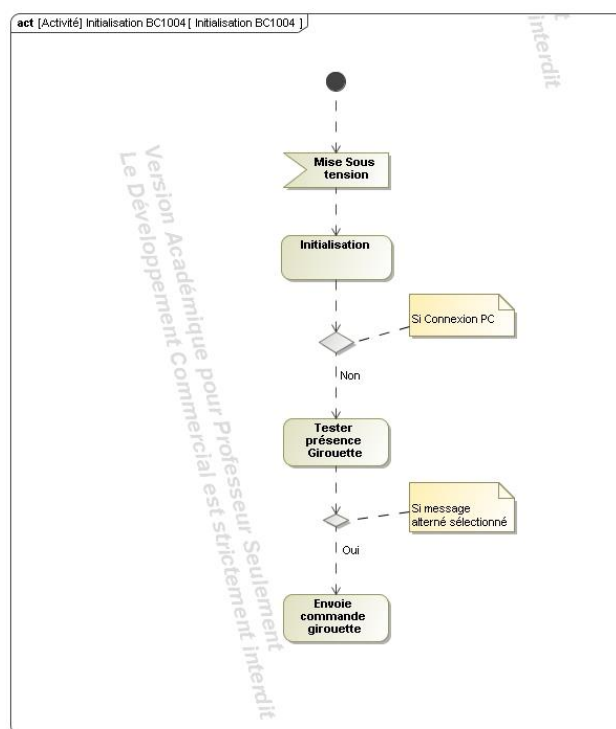 act [Activité] Initialisation BC1004 [ Initialisation BC1004 ]
interdit
Mise Sous
tension
Version Académique pour Professeur Seulement
Le Développement Commercial est strictement interdit
Initialisation
Si Connexion PC
Non
Tester
présence
Girouette
Si message
alterné sélectionné
Oui
Envoie
commande
girouette